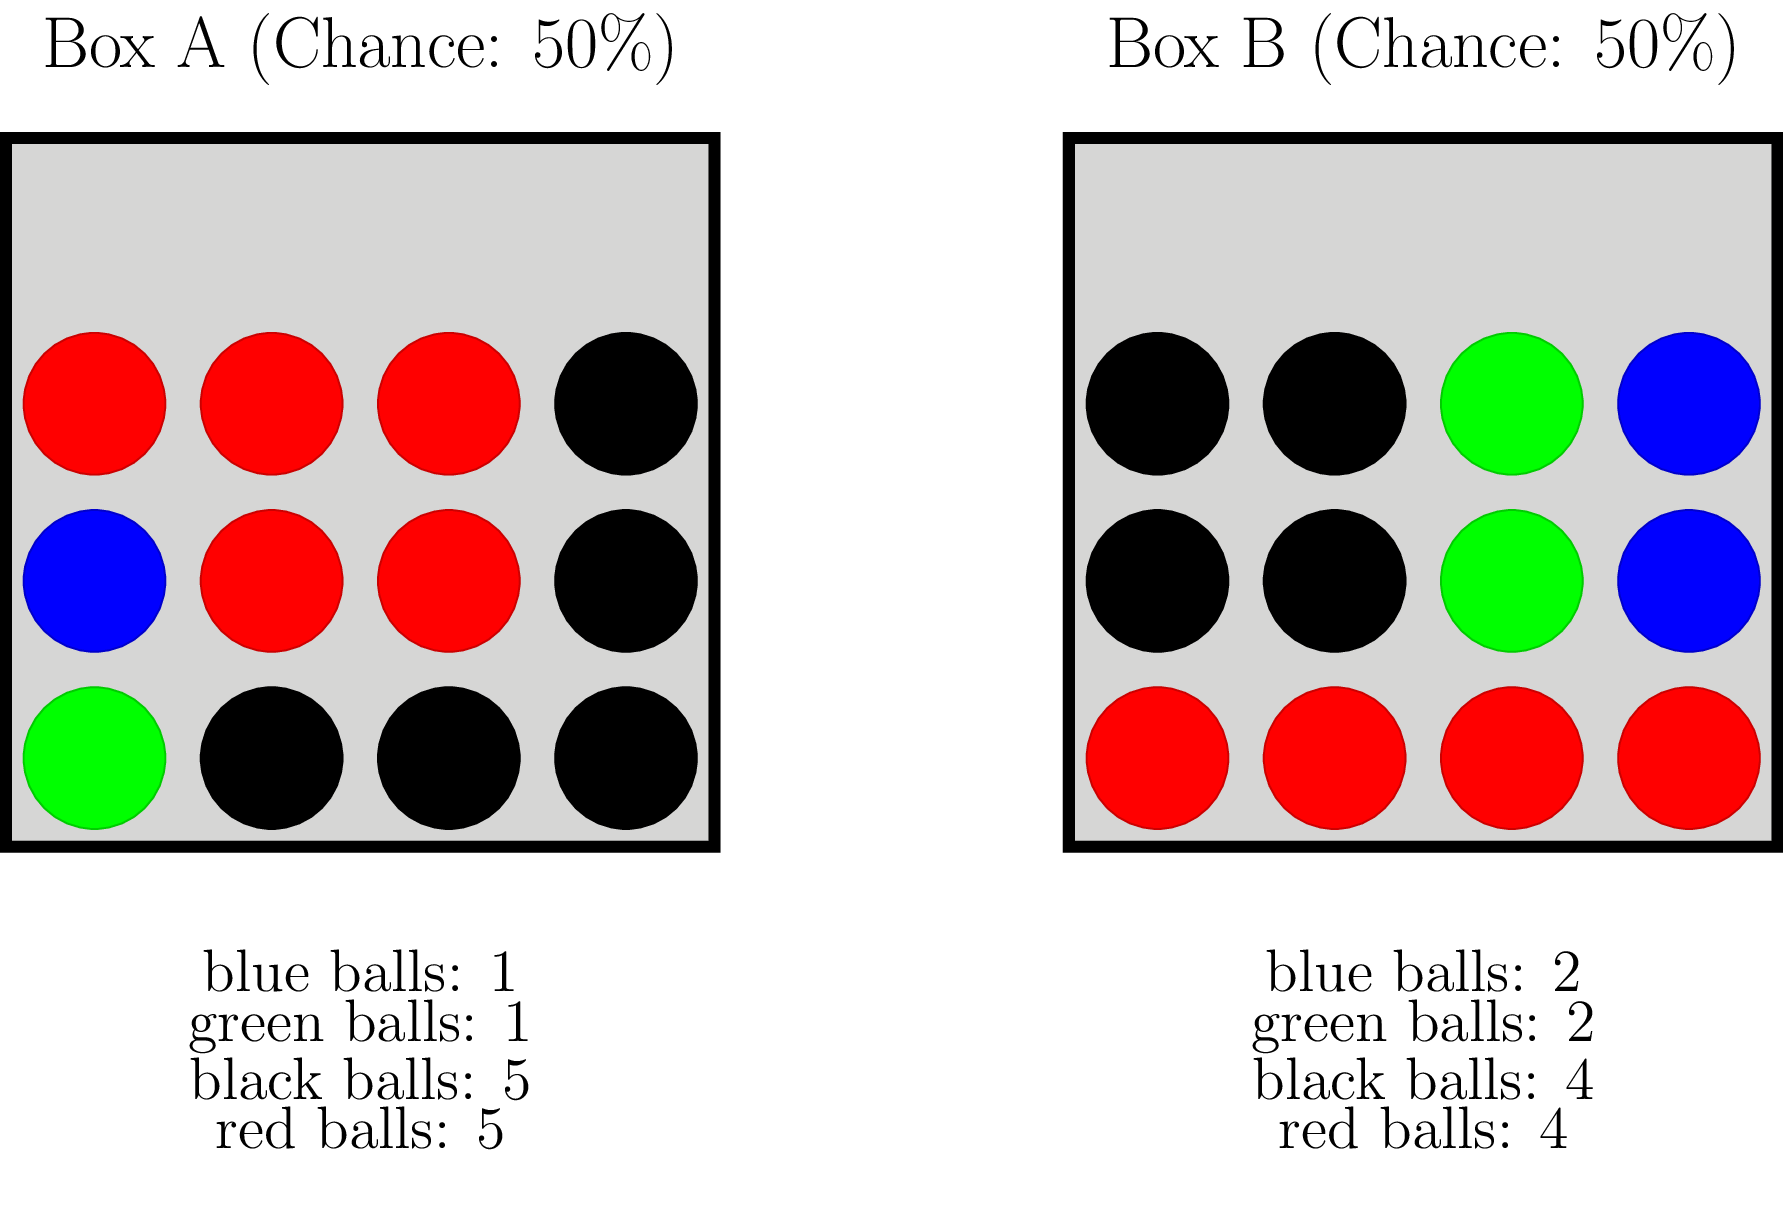 Box A (Chance: 50%)
Box B (Chance: 50%)
blue balls: 1
green balls: 1
black balls: 5
red balls: 5
blue balls: 2
green balls: 2
black balls: 4
red balls: 4